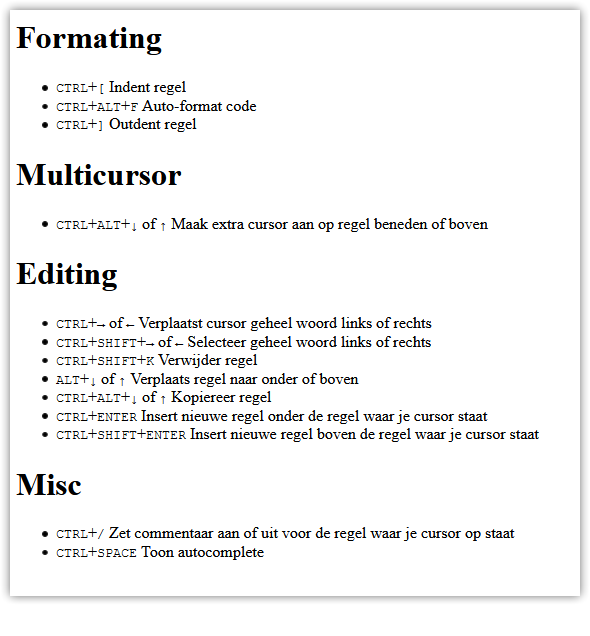 Formating
CTRL+[ Indent regel
CTRL+ALT+F Auto-format code
CTRL+] Outdent regel
Multicursor
CTRL+ALT+↓ of ↑ Maak extra cursor aan op regel beneden of boven
Editing
CTRL+→ of ← Verplaatst cursor geheel woord links of rechts
CTRL+SHIFT+→ of ← Selecteer geheel woord links of rechts
CTRL+SHIFT+K Verwijder regel
ALT+↓ of ↑ Verplaats regel naar onder of boven
CTRL+ALT+↓ of ↑ Kopiereer regel
CTRL+ENTER Insert nieuwe regel onder de regel waar je cursor staat
CTRL+SHIFT+ENTER Insert nieuwe regel boven de regel waar je cursor staat
Misc
CTRL+/ Zet commentaar aan of uit voor de regel waar je cursor op staat
CTRL+SPACE Toon autocomplete